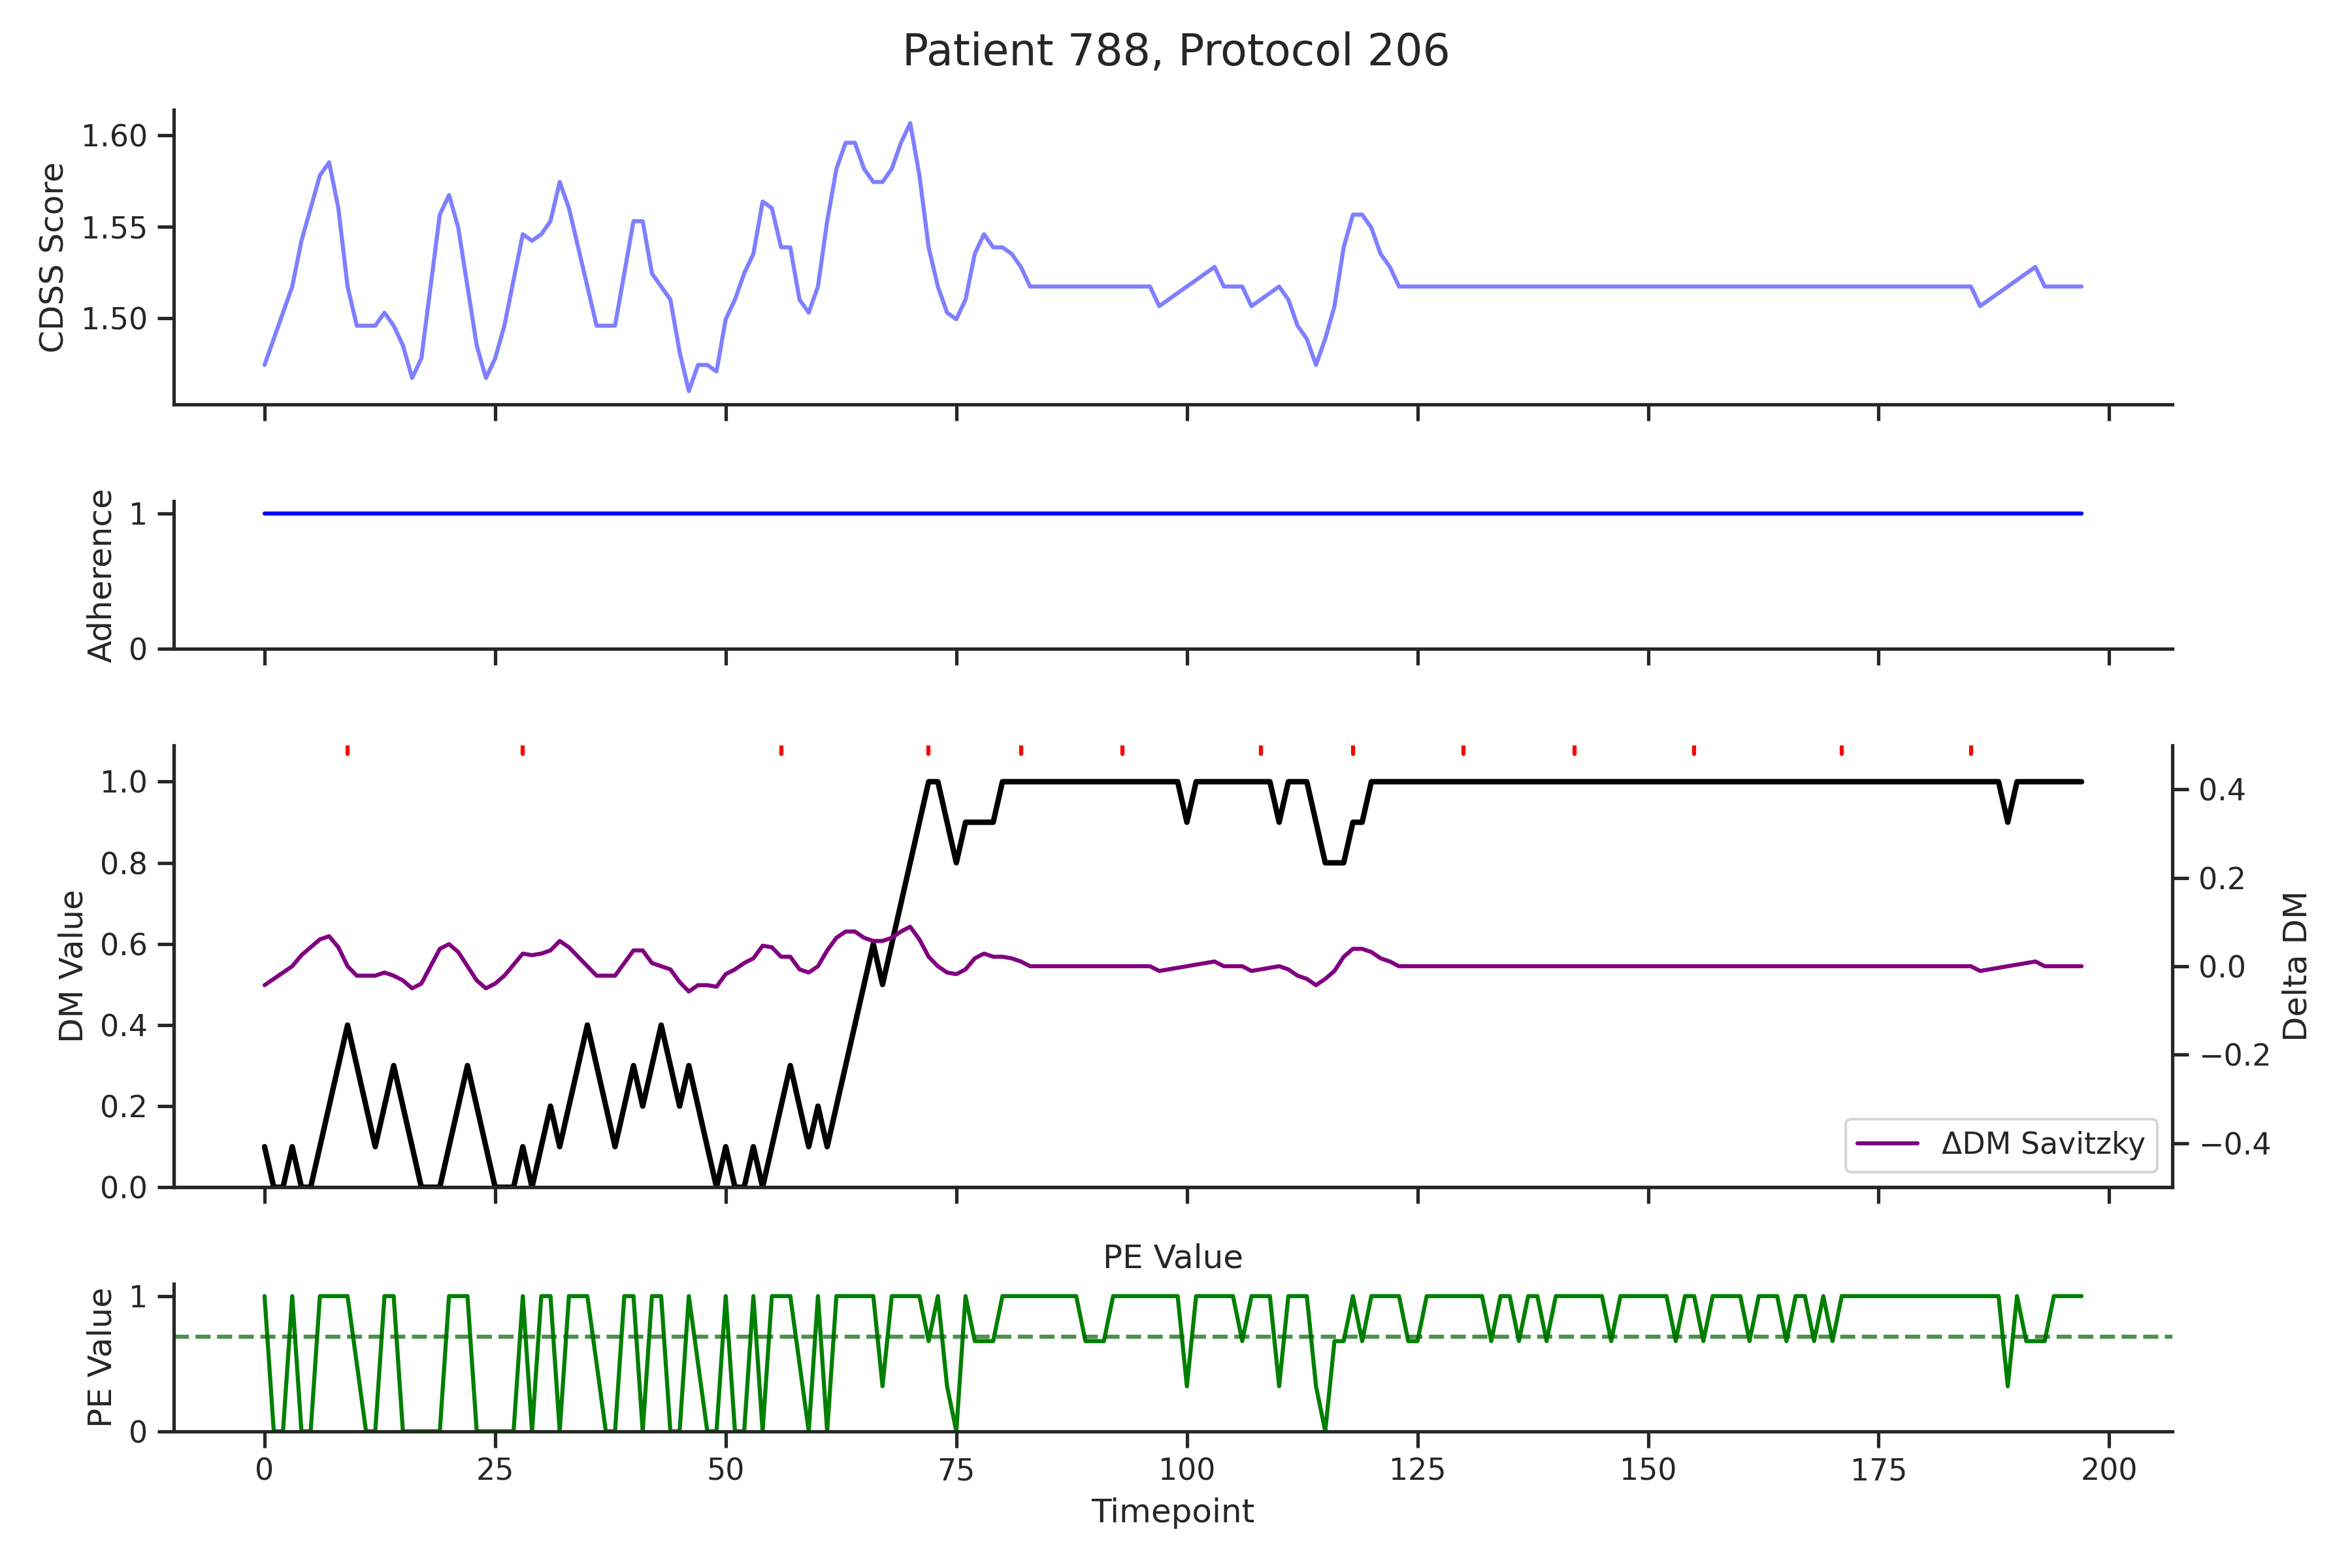 Patient 788, Protocol 206
CDSS Score
1.60
1.55
1.50
Adherence
1
0
DM Value
1.0
0.8
0.6
0.4
0.2
0.0
Delta DM
0.4
0.2
0.0
−0.2
−0.4
ΔDM Savitzky
PE Value
PE Value
1
0
0 25 50 75 100 125 150 175 200
Timepoint